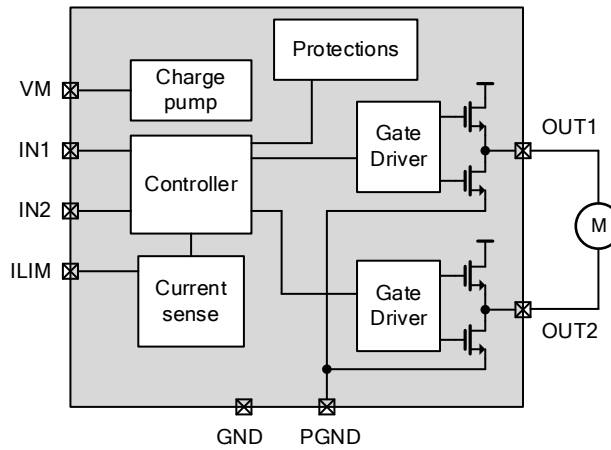 Protections
VM
Charge
pump
OUT1
IN1
Gate
Driver
Controller
IN2
M
ILIM
Current
sense
Gate
Driver
OUT2
GND
PGND